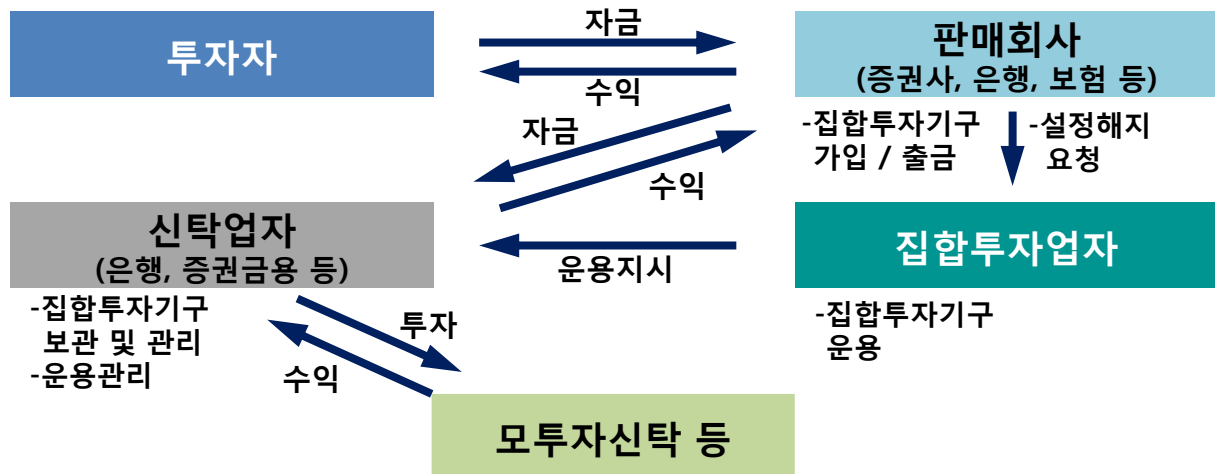 투자자
자금
수익
판매회사
(증권사, 은행, 보험 등)
-집합투자기구
가입 / 출금
-설정해지
요청
자금
수익
신탁업자
(은행, 증권금용 등)
운용지시
집합투자업자
-집합투자기구
보관 및 관리
-운용관리
투자
수익
-집합투자기구
운용
모투자신탁 등